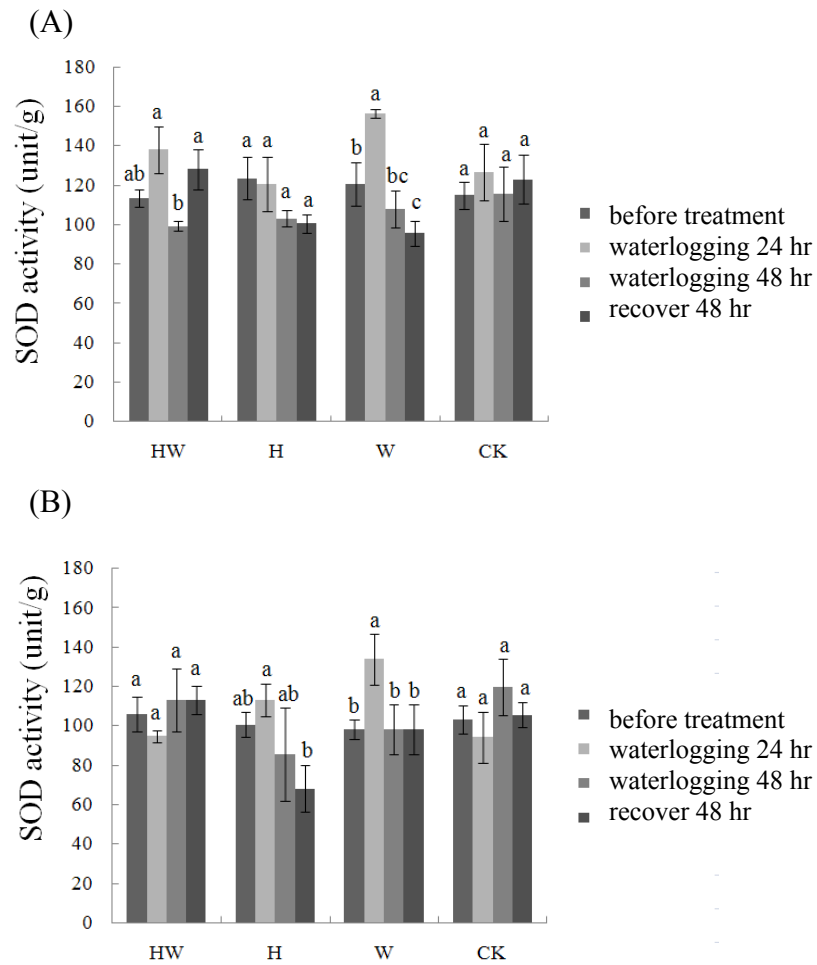 (A)
SOD activity (unit/g)
180
160
140
120
100
80
60
40
20
0
ab a b a
a a a a
b a bc c
a a a a
HW H W CK
before treatment
waterlogging 24 hr
waterlogging 48 hr
recover 48 hr
(B)
SOD activity (unit/g)
180
160
140
120
100
80
60
40
20
0
a a a a
ab a ab b
b a b b
a a a a
HW H W CK
before treatment
waterlogging 24 hr
waterlogging 48 hr
recover 48 hr